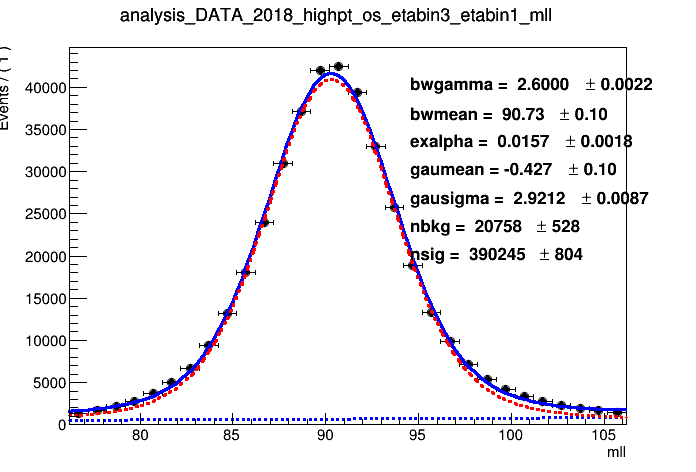 analysis_DATA_2018_highpt_os_etabin3_etabin1_mll
Events / ( 1 )
40000
35000
30000
25000
20000
15000
10000
5000
0
bwgamma = 2.6000 ± 0.0022
bwmean = 90.73 ± 0.10
exalpha = 0.0157 ± 0.0018
gaumean = -0.427 ± 0.10
gausigma = 2.9212 ± 0.0087
nbkg = 20758 ± 528
nsig = 390245 ± 804
80 85 90 95 100 105
mll